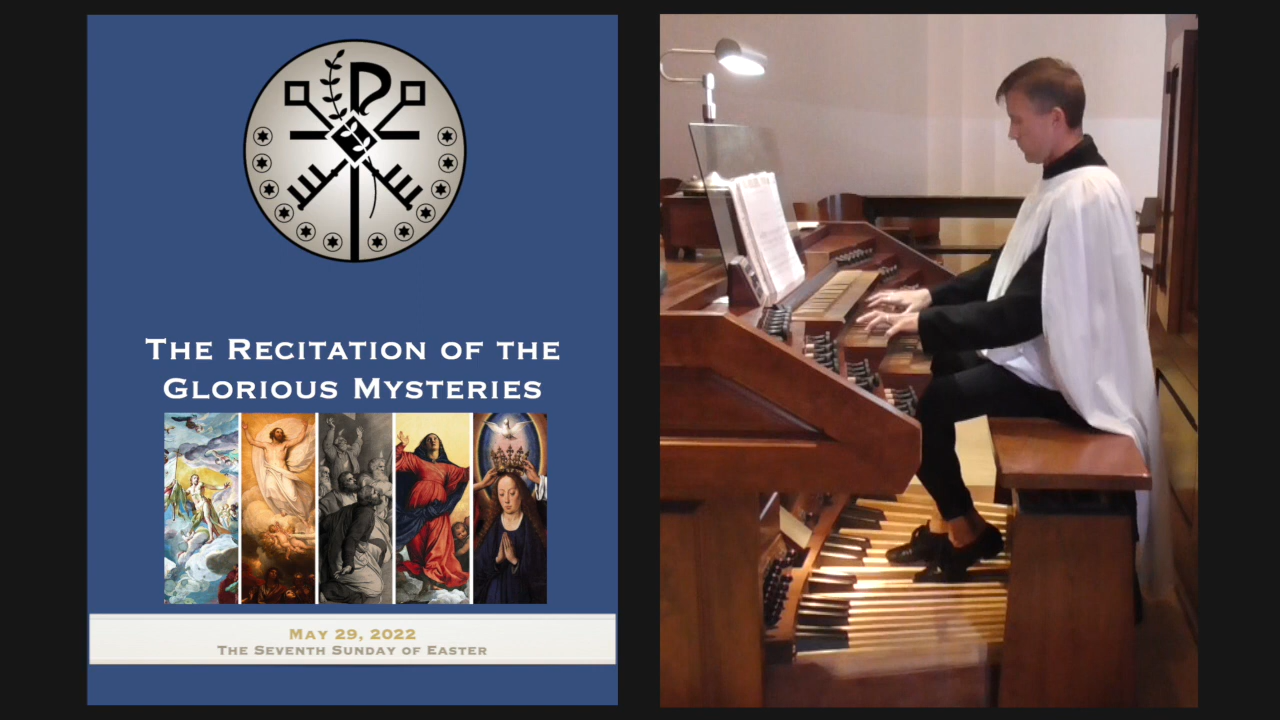 The Recitation of the
Glorious Mysteries
May 29, 2022
The Seventh Sunday of Easter